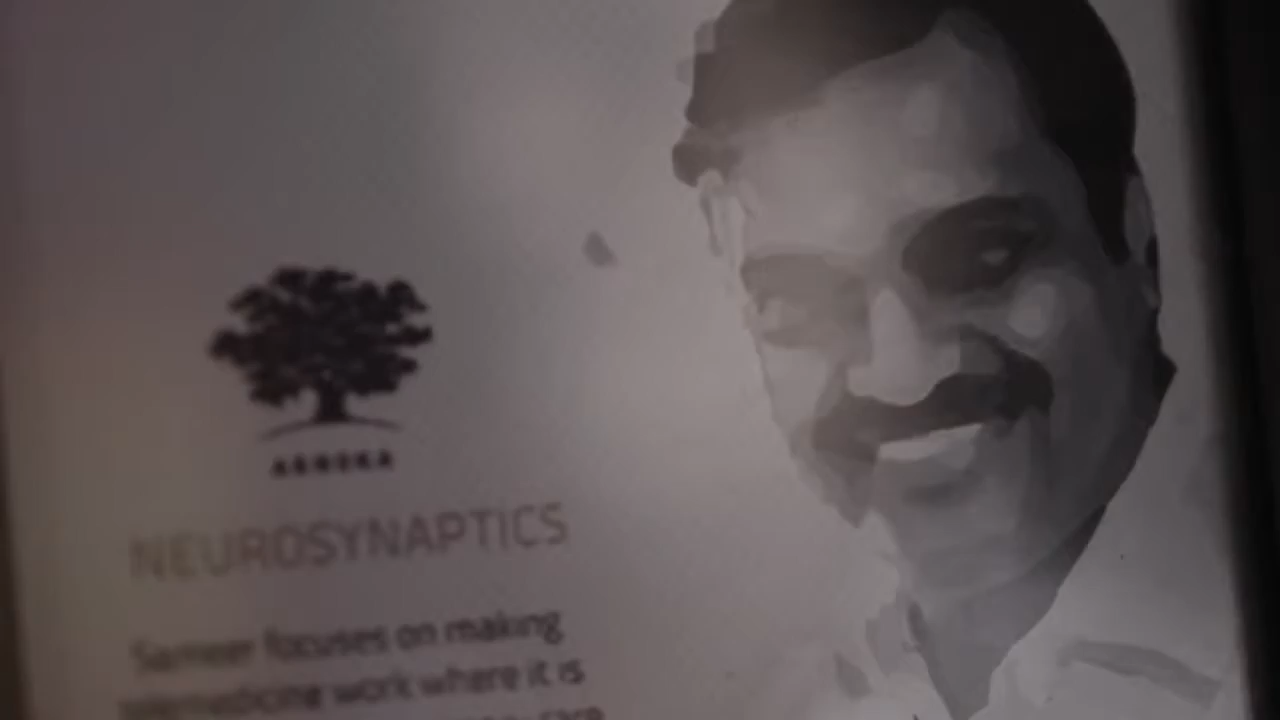 ASHOKA
NEUROSYNAPTICS
Sameer focuses on making
telemedicine work where it is